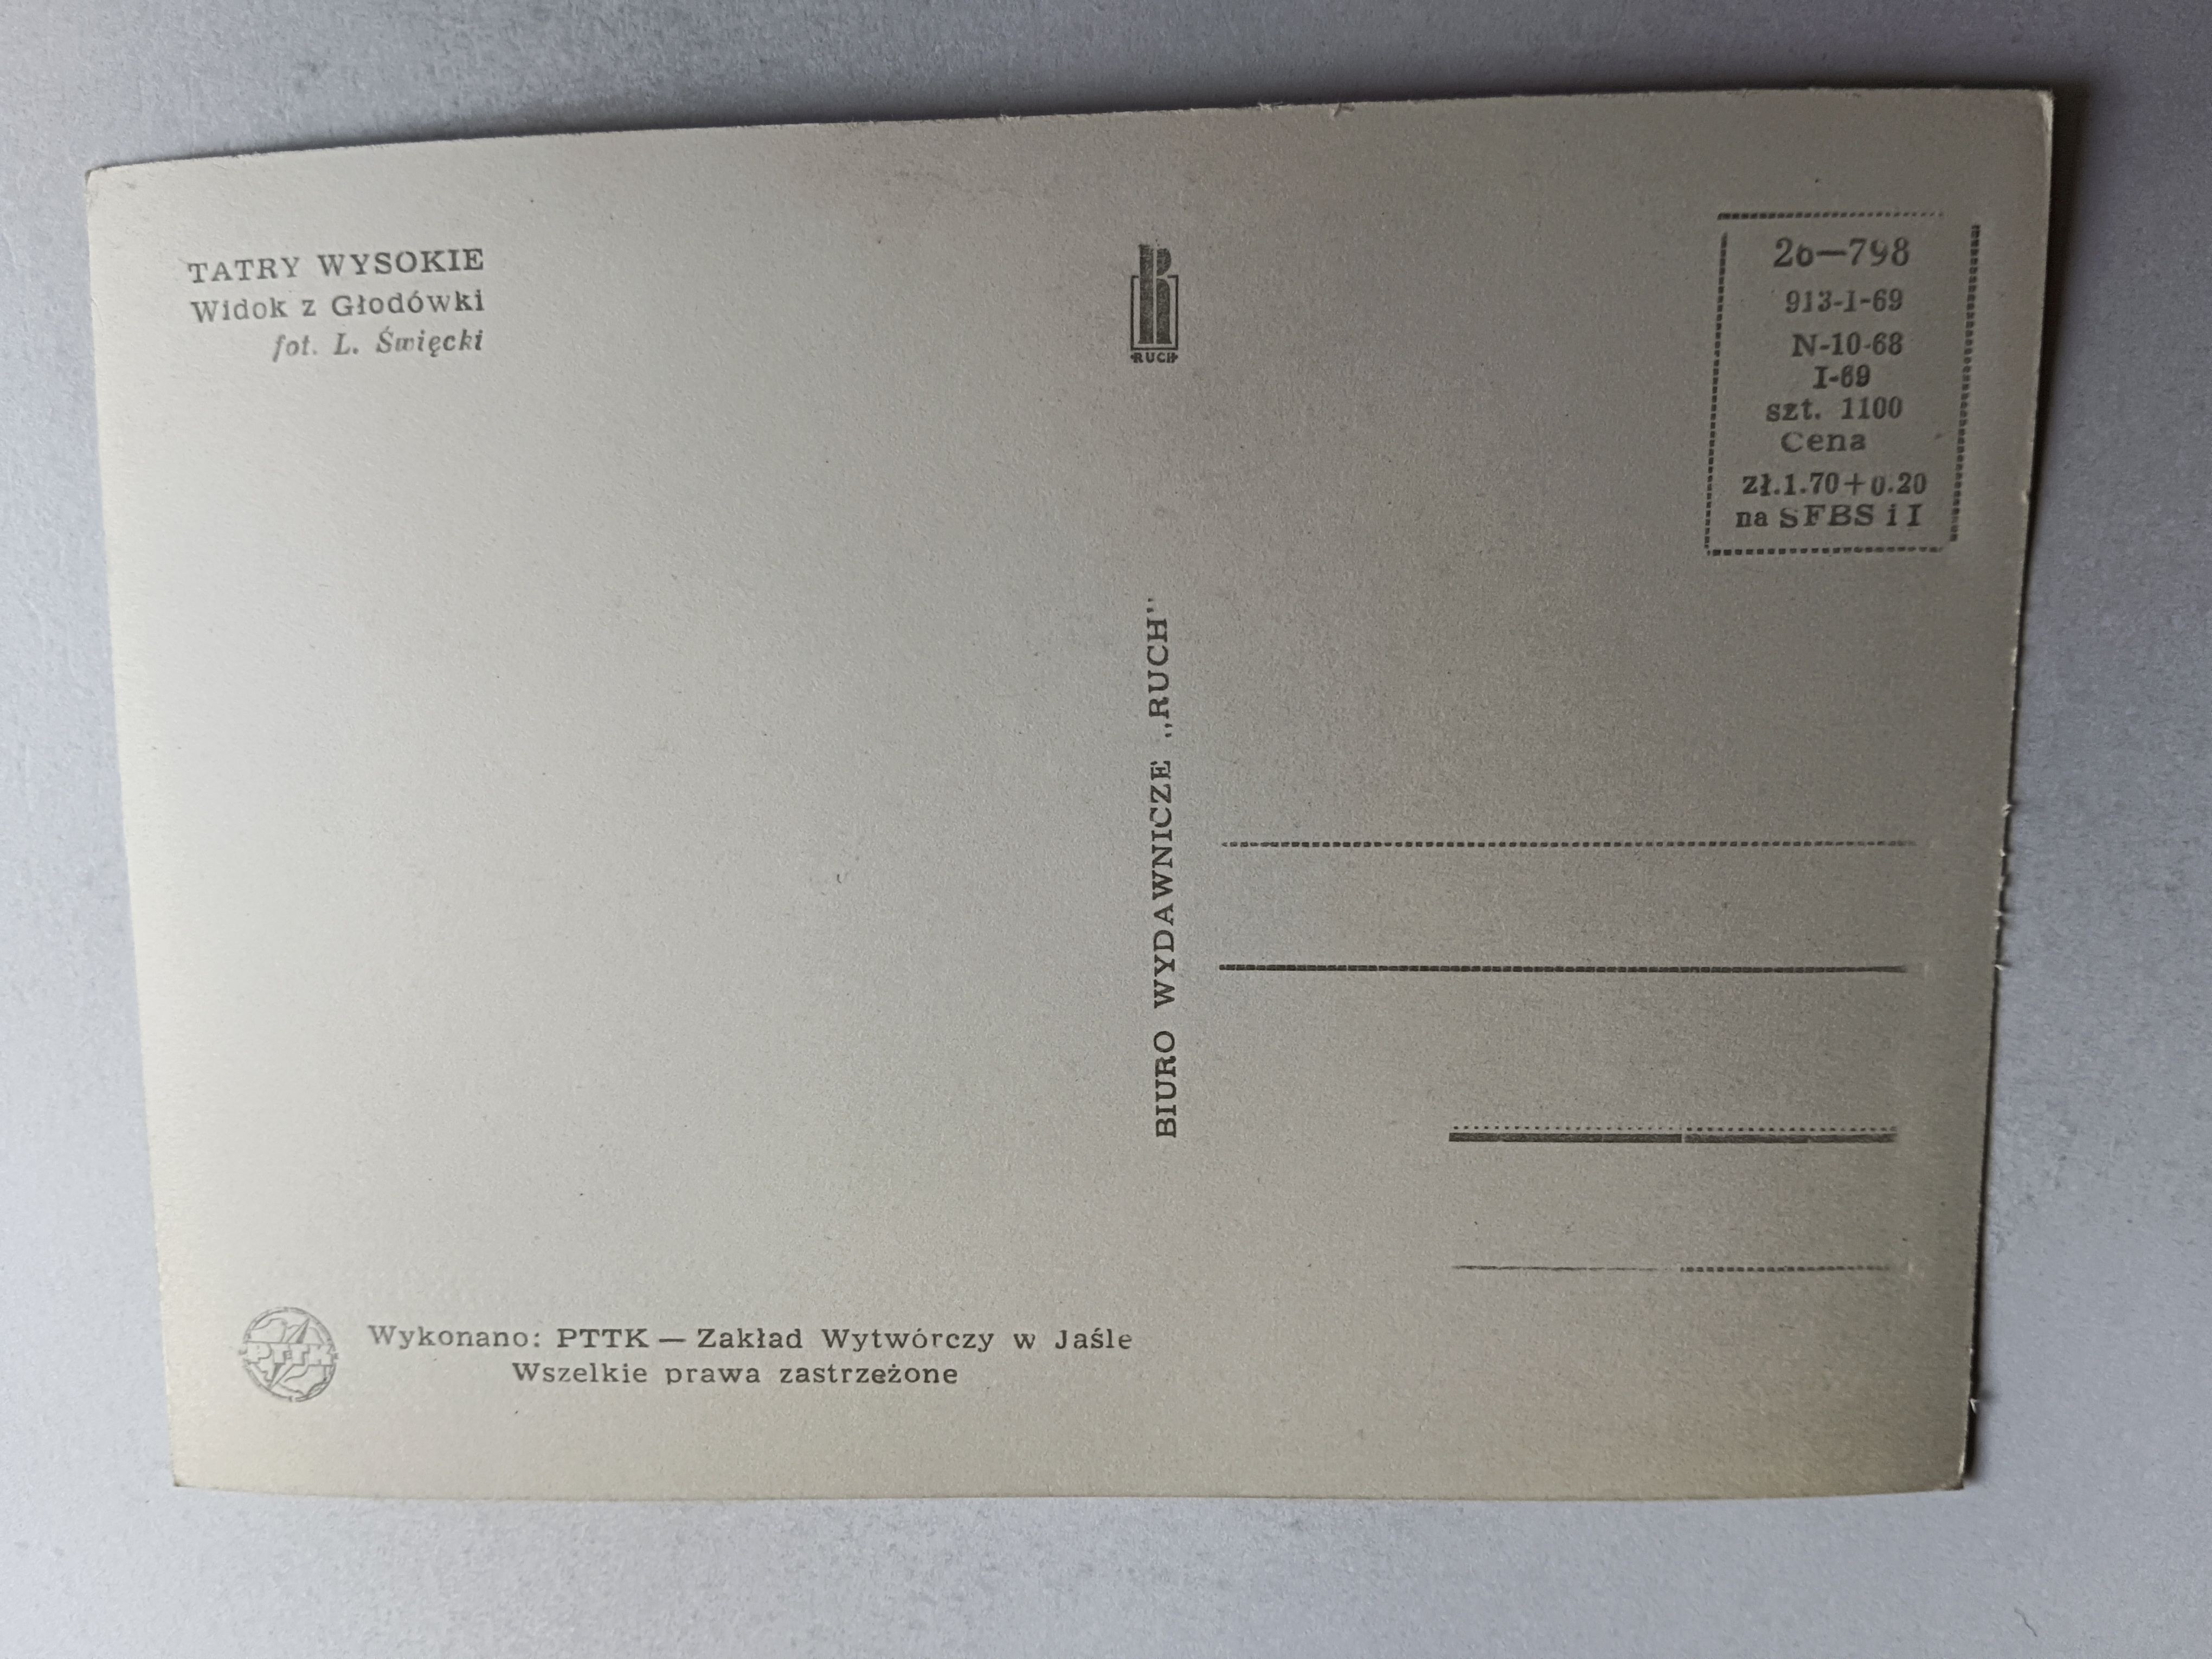 TATRY WYSOKIE
Widok z Głodówki
fot. L. Święcki
RUCH
26—798
913-I-69
N-10-68
I-69
szt. 1100
Cena
zł.1.70+0.20
na SFBS i I
BIURO WYDAWNICZE „RUCH"
PTTK
Wykonano: PTTK — Zakład Wytwórczy w Jaśle
Wszelkie prawa zastrzeżone